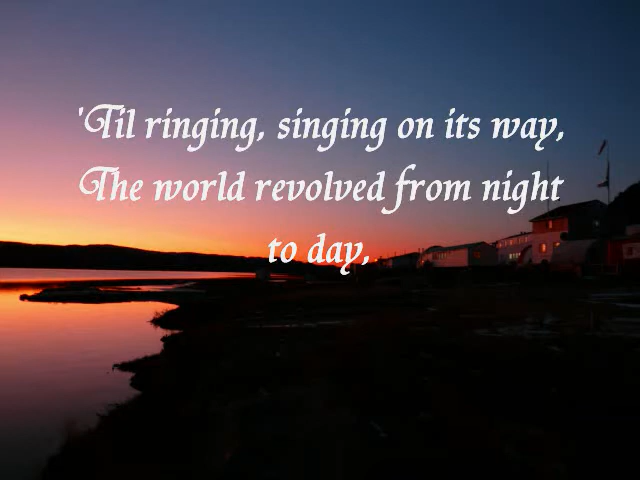 'Til ringing, singing on its way,
The world revolved from night
to day,